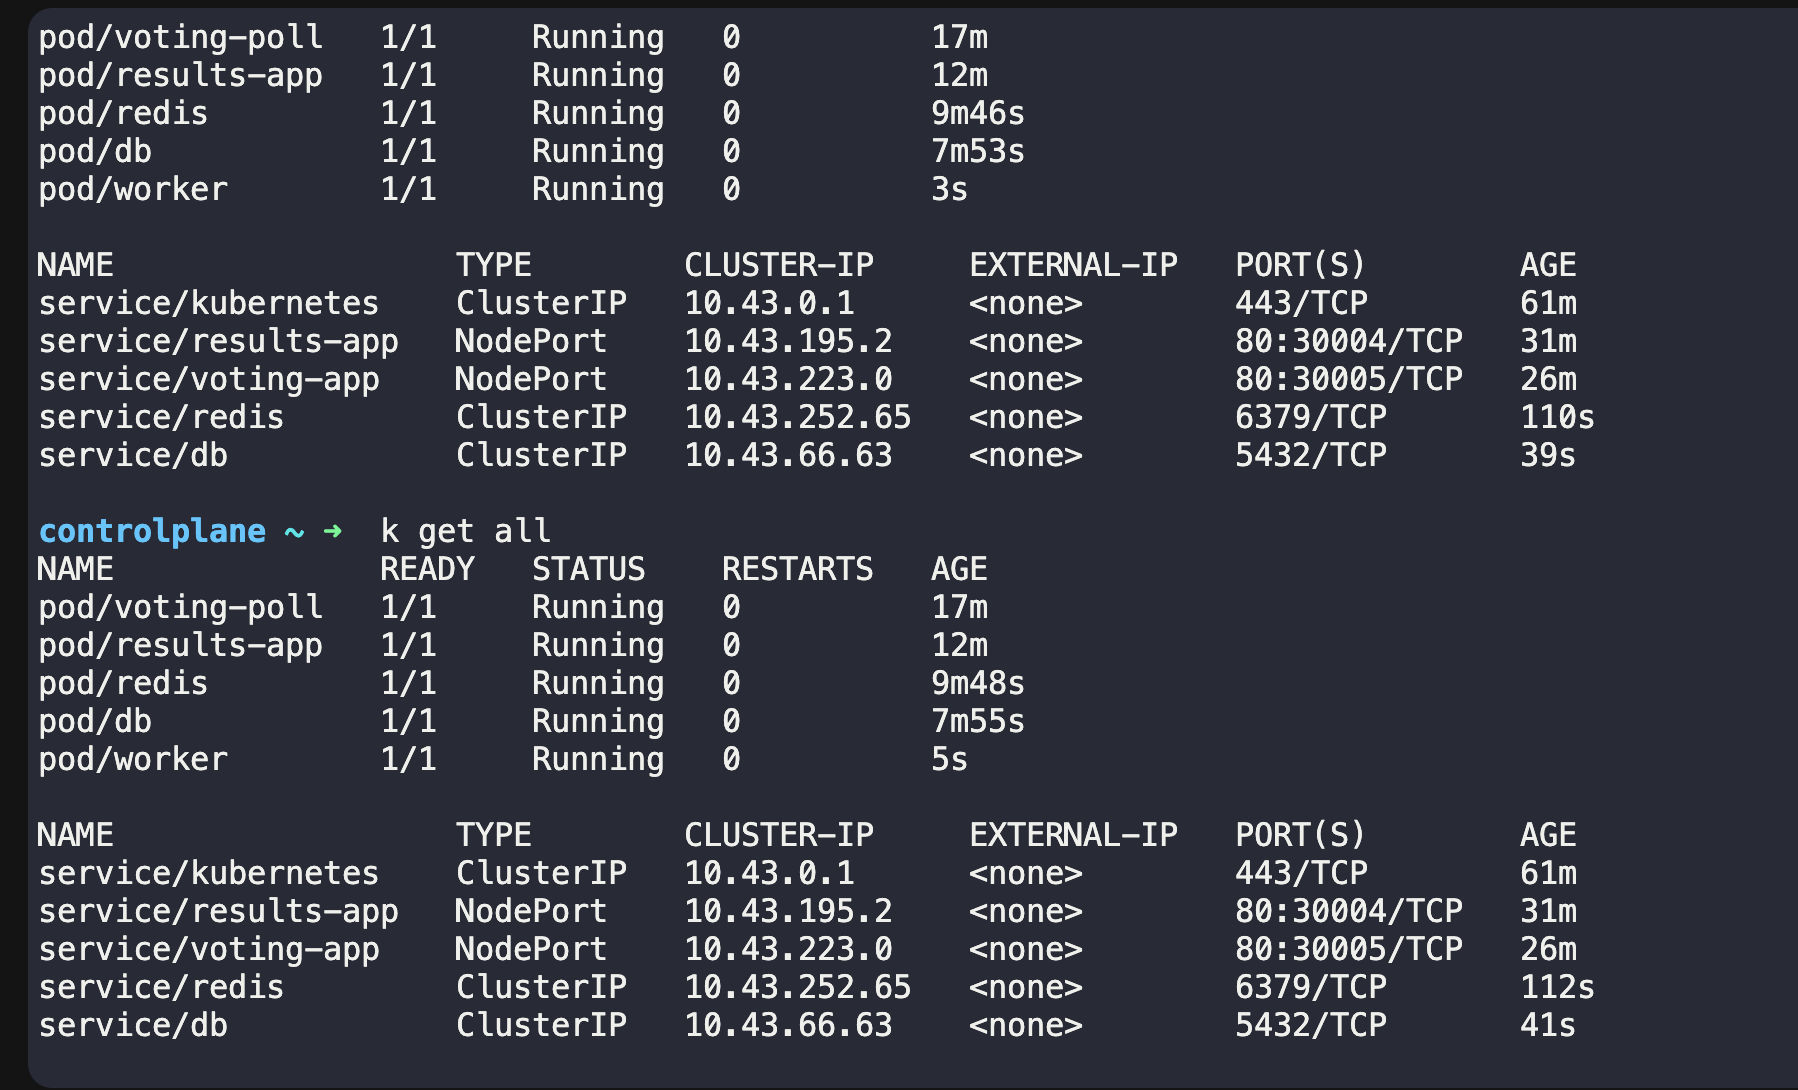 pod/voting-poll   1/1     Running   0          17m
pod/results-app   1/1     Running   0          12m
pod/redis         1/1     Running   0          9m46s
pod/db            1/1     Running   0          7m53s
pod/worker        1/1     Running   0          3s
NAME                  TYPE        CLUSTER-IP     EXTERNAL-IP   PORT(S)        AGE
service/kubernetes    ClusterIP   10.43.0.1      <none>        443/TCP        61m
service/results-app   NodePort    10.43.195.2    <none>        80:30004/TCP   31m
service/voting-app    NodePort    10.43.223.0    <none>        80:30005/TCP   26m
service/redis         ClusterIP   10.43.252.65   <none>        6379/TCP       110s
service/db            ClusterIP   10.43.66.63    <none>        5432/TCP       39s
controlplane ~ ➜  k get all
NAME              READY   STATUS    RESTARTS   AGE
pod/voting-poll   1/1     Running   0          17m
pod/results-app   1/1     Running   0          12m
pod/redis         1/1     Running   0          9m48s
pod/db            1/1     Running   0          7m55s
pod/worker        1/1     Running   0          5s
NAME                  TYPE        CLUSTER-IP     EXTERNAL-IP   PORT(S)        AGE
service/kubernetes    ClusterIP   10.43.0.1      <none>        443/TCP        61m
service/results-app   NodePort    10.43.195.2    <none>        80:30004/TCP   31m
service/voting-app    NodePort    10.43.223.0    <none>        80:30005/TCP   26m
service/redis         ClusterIP   10.43.252.65   <none>        6379/TCP       112s
service/db            ClusterIP   10.43.66.63    <none>        5432/TCP       41s